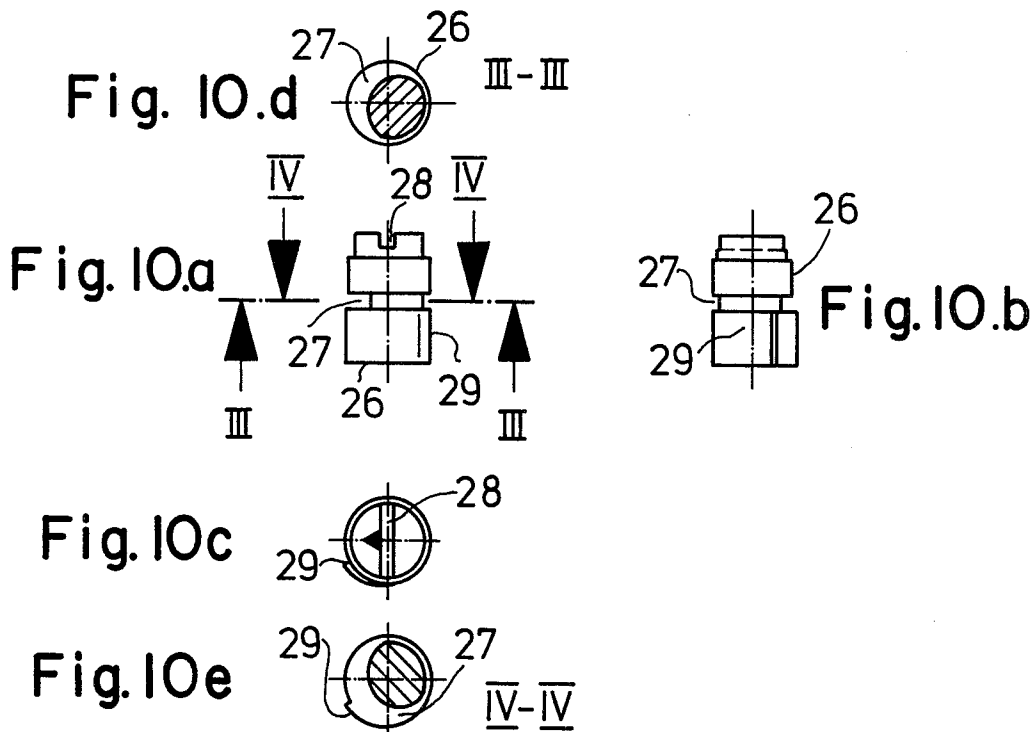 27 26 III-III
Fig. 10.d
IV IV
28
Fig. 10.a
27 29
26
III III
26
27
Fig. 10.b
29
28
Fig. 10c
29
29 27
Fig. 10e
IV-IV